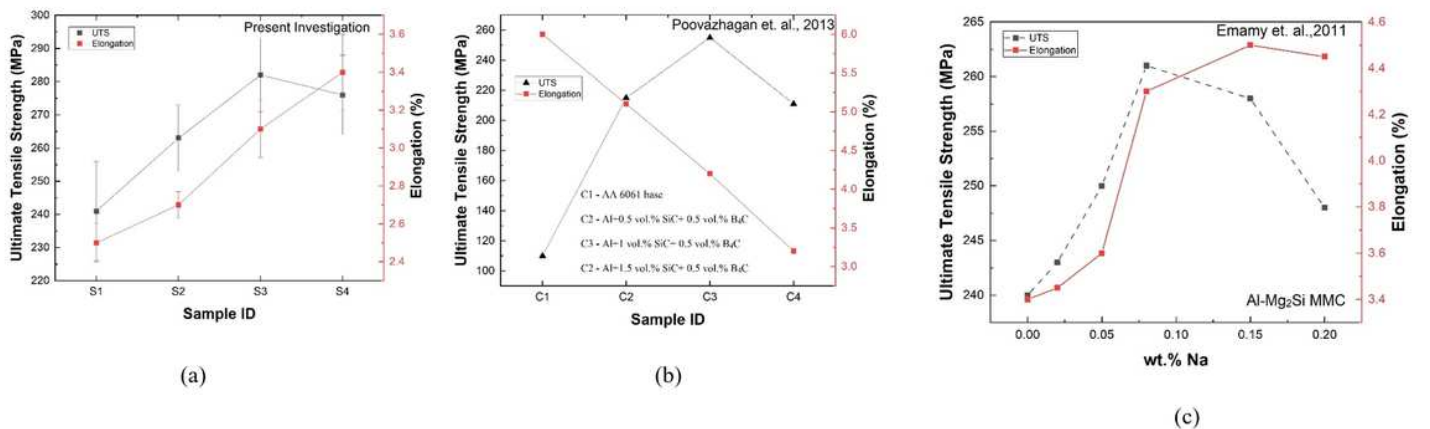 Present Investigation
UTS
Elongation
Ultimate Tensile Strength (MPa)
300
290
280
270
260
250
240
230
220
3.6
3.4
3.2
3.0
2.8
2.6
2.4
Elongation (%)
S1 S2 S3 S4
Sample ID
(a)
Poovazhagan et. al., 2013
UTS
Elongation
Ultimate Tensile Strength (MPa)
260
240
220
200
180
160
140
120
100
6.0
5.5
5.0
4.5
4.0
3.5
3.0
Elongation (%)
C1 - AA 6061 base
C2 - Al+0.5 vol.% SiC+ 0.5 vol.% B₄C
C3 - Al+1 vol.% SiC+ 0.5 vol.% B₄C
C2 - Al+1.5 vol.% SiC+ 0.5 vol.% B₄C
C1 C2 C3 C4
Sample ID
(b)
Emamy et. al.,2011
UTS
Elongation
Ultimate Tensile Strength (MPa)
265
260
255
250
245
240
4.6
4.4
4.2
4.0
3.8
3.6
3.4
Elongation (%)
Al-Mg₂Si MMC
0.00 0.05 0.10 0.15 0.20
wt.% Na
(c)